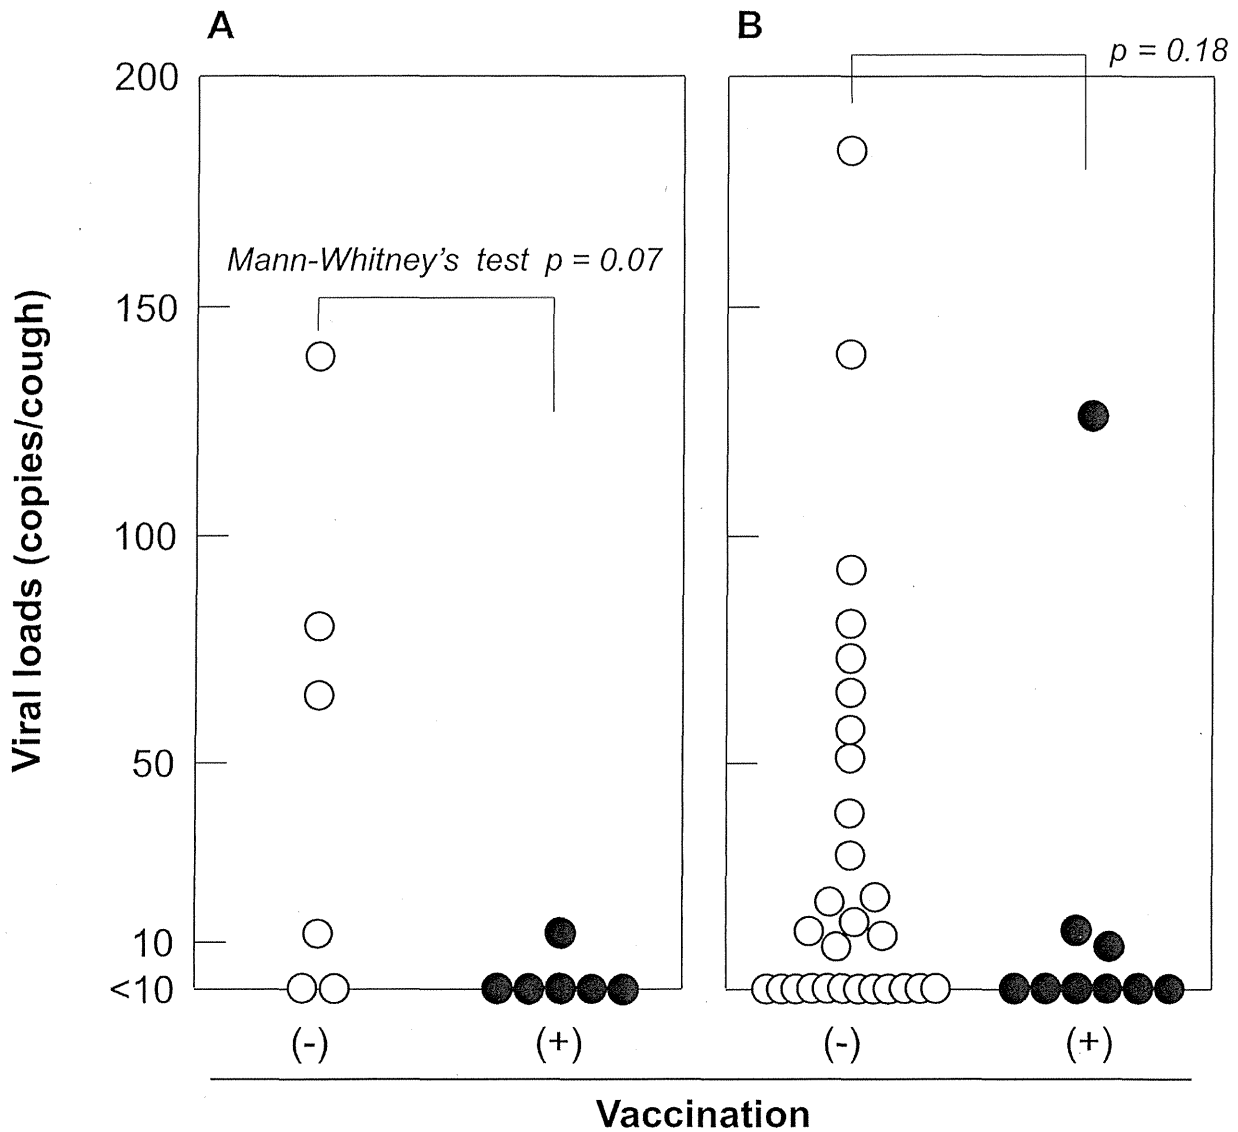 A
B
p = 0.18
200
Mann-Whitney's test p = 0.07
150
100
50
10
<10
Viral loads (copies/cough)
(-)
(+)
(-)
(+)
Vaccination